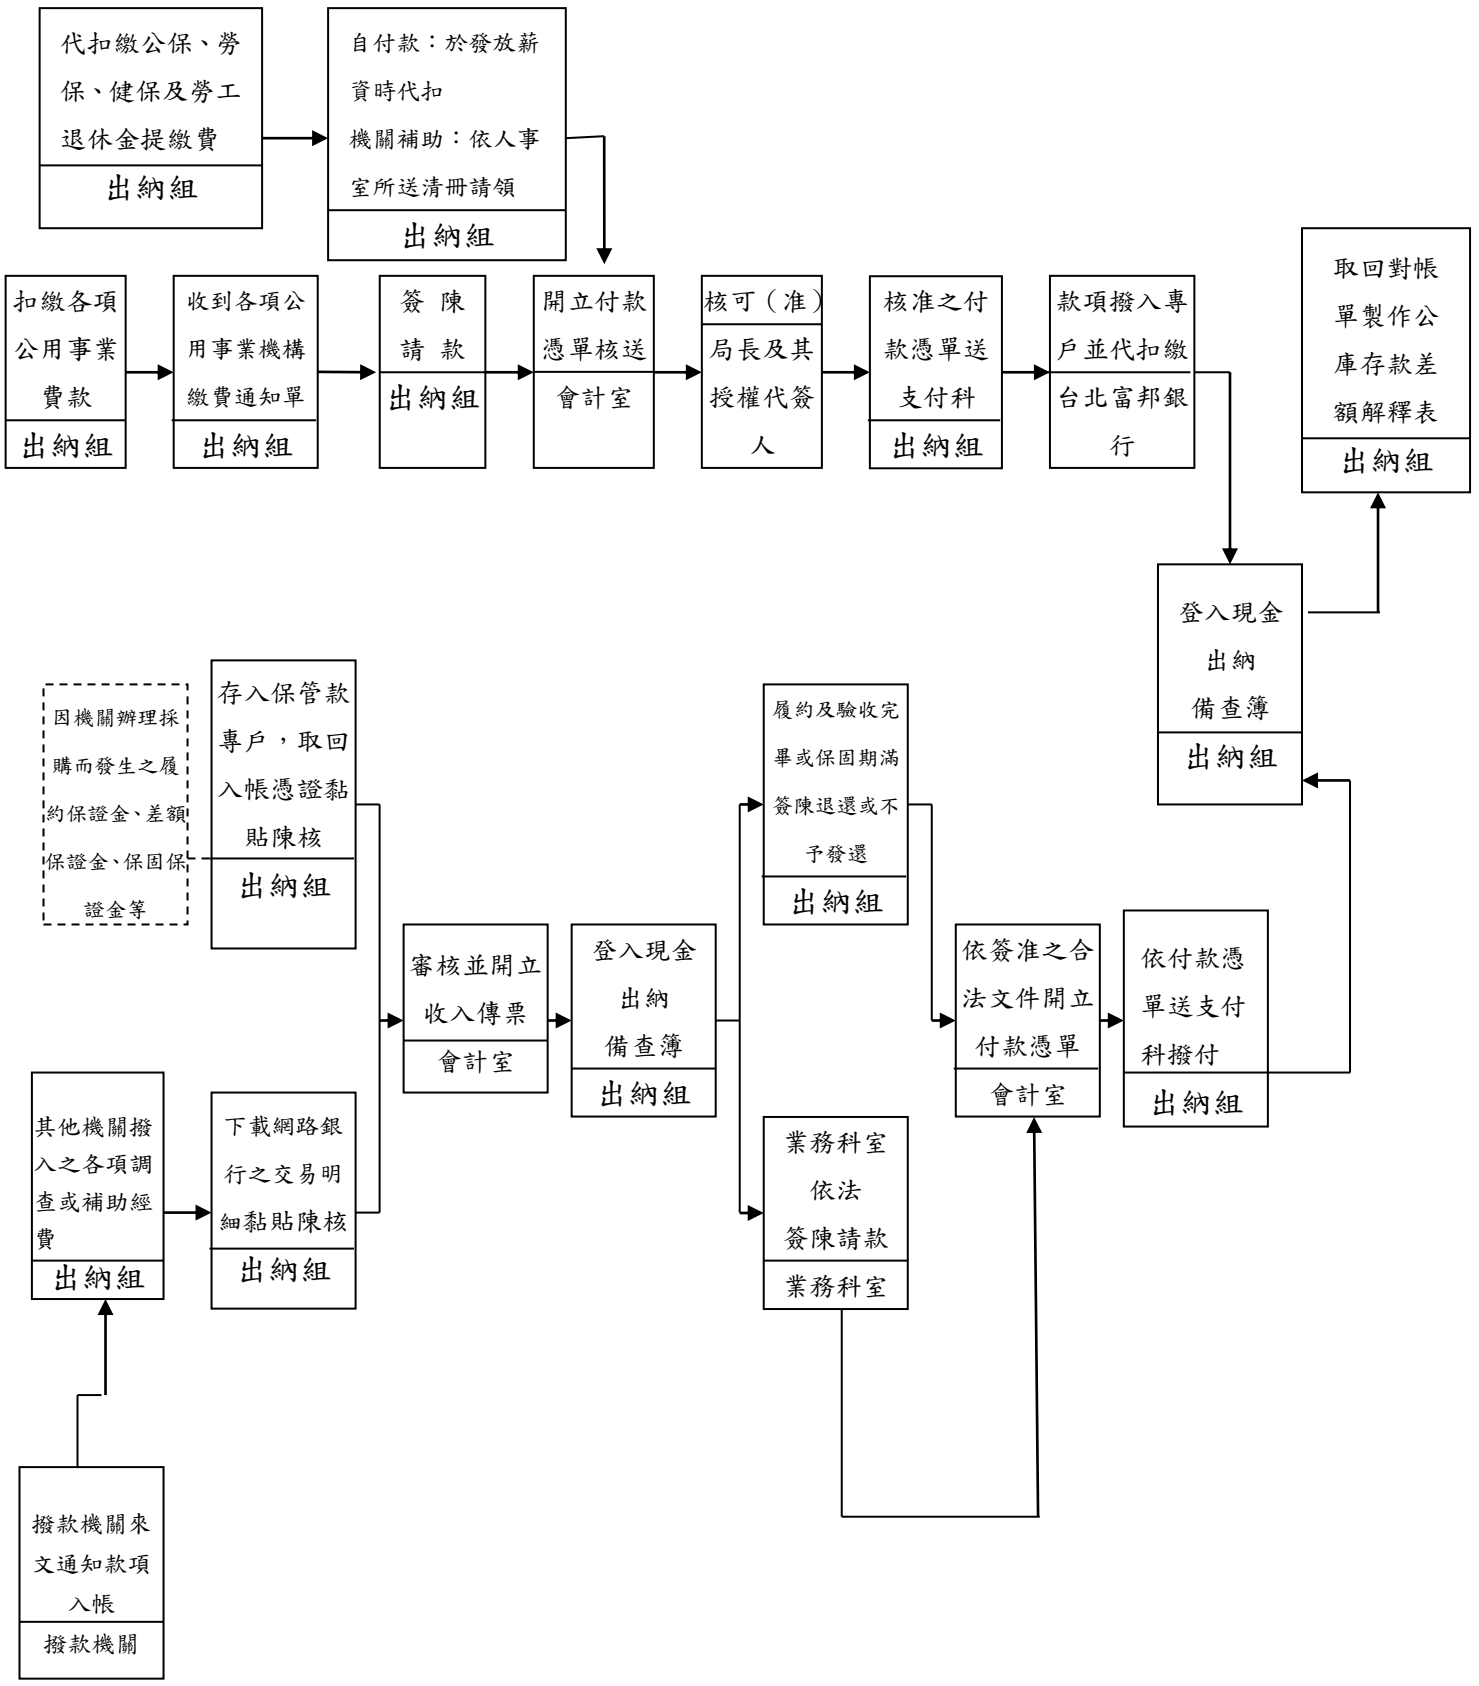 代扣繳公保、勞
保、健保及勞工
退休金提繳費
出納組
自付款：於發放薪
資時代扣
機關補助：依人事
室所送清冊請領
出納組
扣繳各項
公用事業
費款
出納組
收到各項公
用事業機構
繳費通知單
出納組
簽 陳
請 款
出納組
開立付款
憑單核送
會計室
核可（准）
局長及其
授權代簽
人
核准之付
款憑單送
支付科
出納組
款項撥入專
戶並代扣繳
台北富邦銀
行
取回對帳
單製作公
庫存款差
額解釋表
出納組
登入現金
出納
備查簿
出納組
因機關辦理採
購而發生之履
約保證金、差額
保證金、保固保
證金等
存入保管款
專戶，取回
入帳憑證黏
貼陳核
出納組
審核並開立
收入傳票
會計室
登入現金
出納
備查簿
出納組
履約及驗收完
畢或保固期滿
簽陳退還或不
予發還
出納組
依簽准之合
法文件開立
付款憑單
會計室
依付款憑
單送支付
科撥付
出納組
其他機關撥
入之各項調
查或補助經
費
出納組
下載網路銀
行之交易明
細黏貼陳核
出納組
業務科室
依法
簽陳請款
業務科室
撥款機關來
文通知款項
入帳
撥款機關